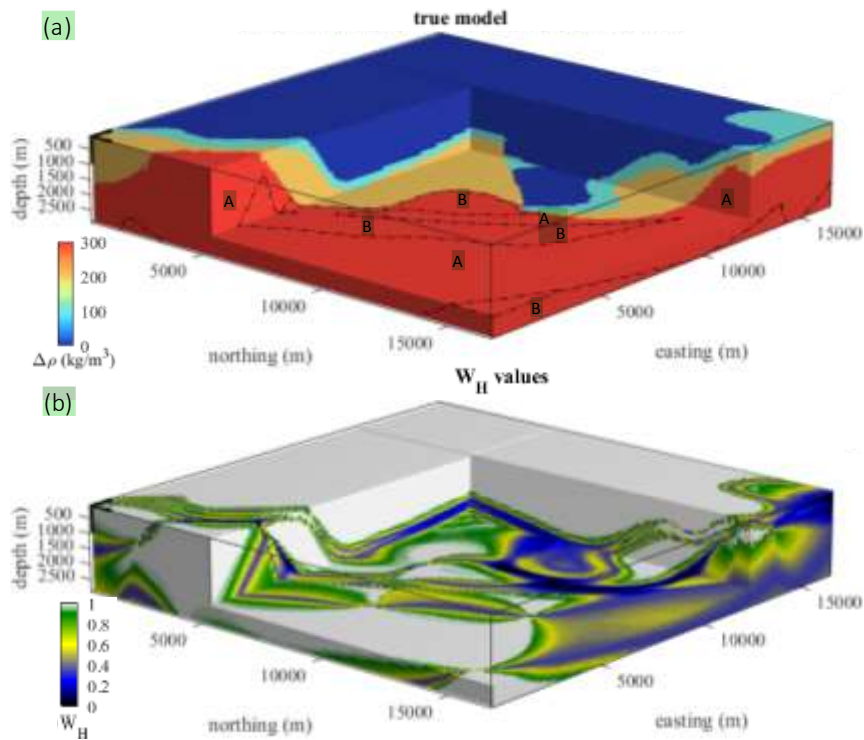 (a)
true model
500
1000
1500
2000
2500
depth (m)
A
B
B
A
B
A
A
B
300
200
100
0
Δρ (kg/m³)
5000
10000
15000
northing (m)
5000
10000
15000
easting (m)
W_H values
(b)
500
1000
1500
2000
2500
depth (m)
1
0.8
0.6
0.4
0.2
0
W_H
5000
10000
15000
northing (m)
5000
10000
15000
easting (m)